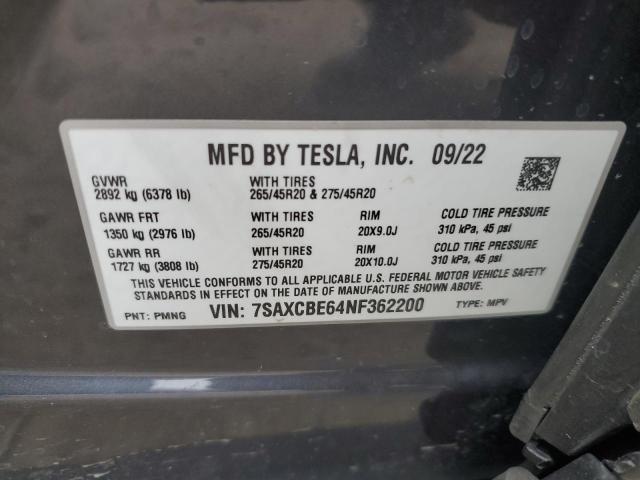 MFD BY TESLA, INC. 09/22
GVWR WITH TIRES
2892 kg (6378 lb) 265/45R20 & 275/45R20
GAWR FRT WITH TIRES RIM COLD TIRE PRESSURE
1350 kg (2976 lb) 265/45R20 20X9.0J 310 kPa, 45 psi
GAWR RR WITH TIRES RIM COLD TIRE PRESSURE
1727 kg (3808 lb) 275/45R20 20X10.0J 310 kPa, 45 psi
THIS VEHICLE CONFORMS TO ALL APPLICABLE U.S. FEDERAL MOTOR VEHICLE SAFETY
STANDARDS IN EFFECT ON THE DATE OF MANUFACTURE SHOWN ABOVE.
PNT: PMNG VIN: 7SAXCBE64NF362200 TYPE: MPV